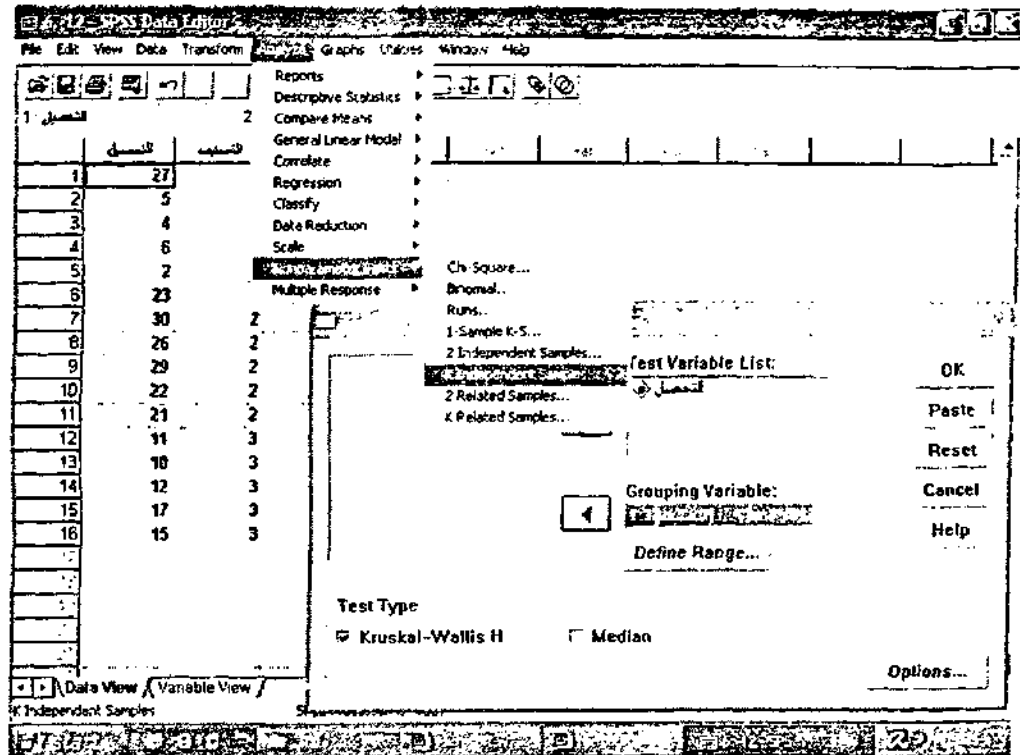 SPSS Data Editor
File Edit View Data Transform Graphs Utilities Window Help
Reports
Descriptive Statistics
Compare Means
General Linear Model
Correlate
Regression
Classify
Data Reduction
Scale
Multiple Response
1 : التحصيل 2
التحصيل
1 27
2 5
3 4
4 6
5 2
6 23
7 30 2
8 26 2
9 29 2
10 22 2
11 21 2
12 11 3
13 10 3
14 12 3
15 17 3
16 15 3
Chi-Square...
Binomial...
Runs...
1-Sample K-S...
2 Independent Samples...
2 Related Samples...
K Related Samples...
Test Variable List:
التحصيل
OK
Paste
Reset
Cancel
Help
Grouping Variable:
Define Range...
Test Type
Kruskal-Wallis H Median
Options...
Data View Variable View
K Independent Samples